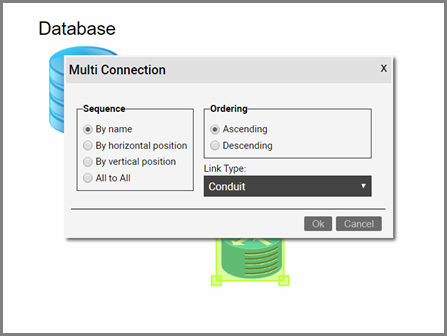 Database
Multi Connection X
Sequence
By name
By horizontal position
By vertical position
All to All
Ordering
Ascending
Descending
Link Type:
Conduit
Ok Cancel